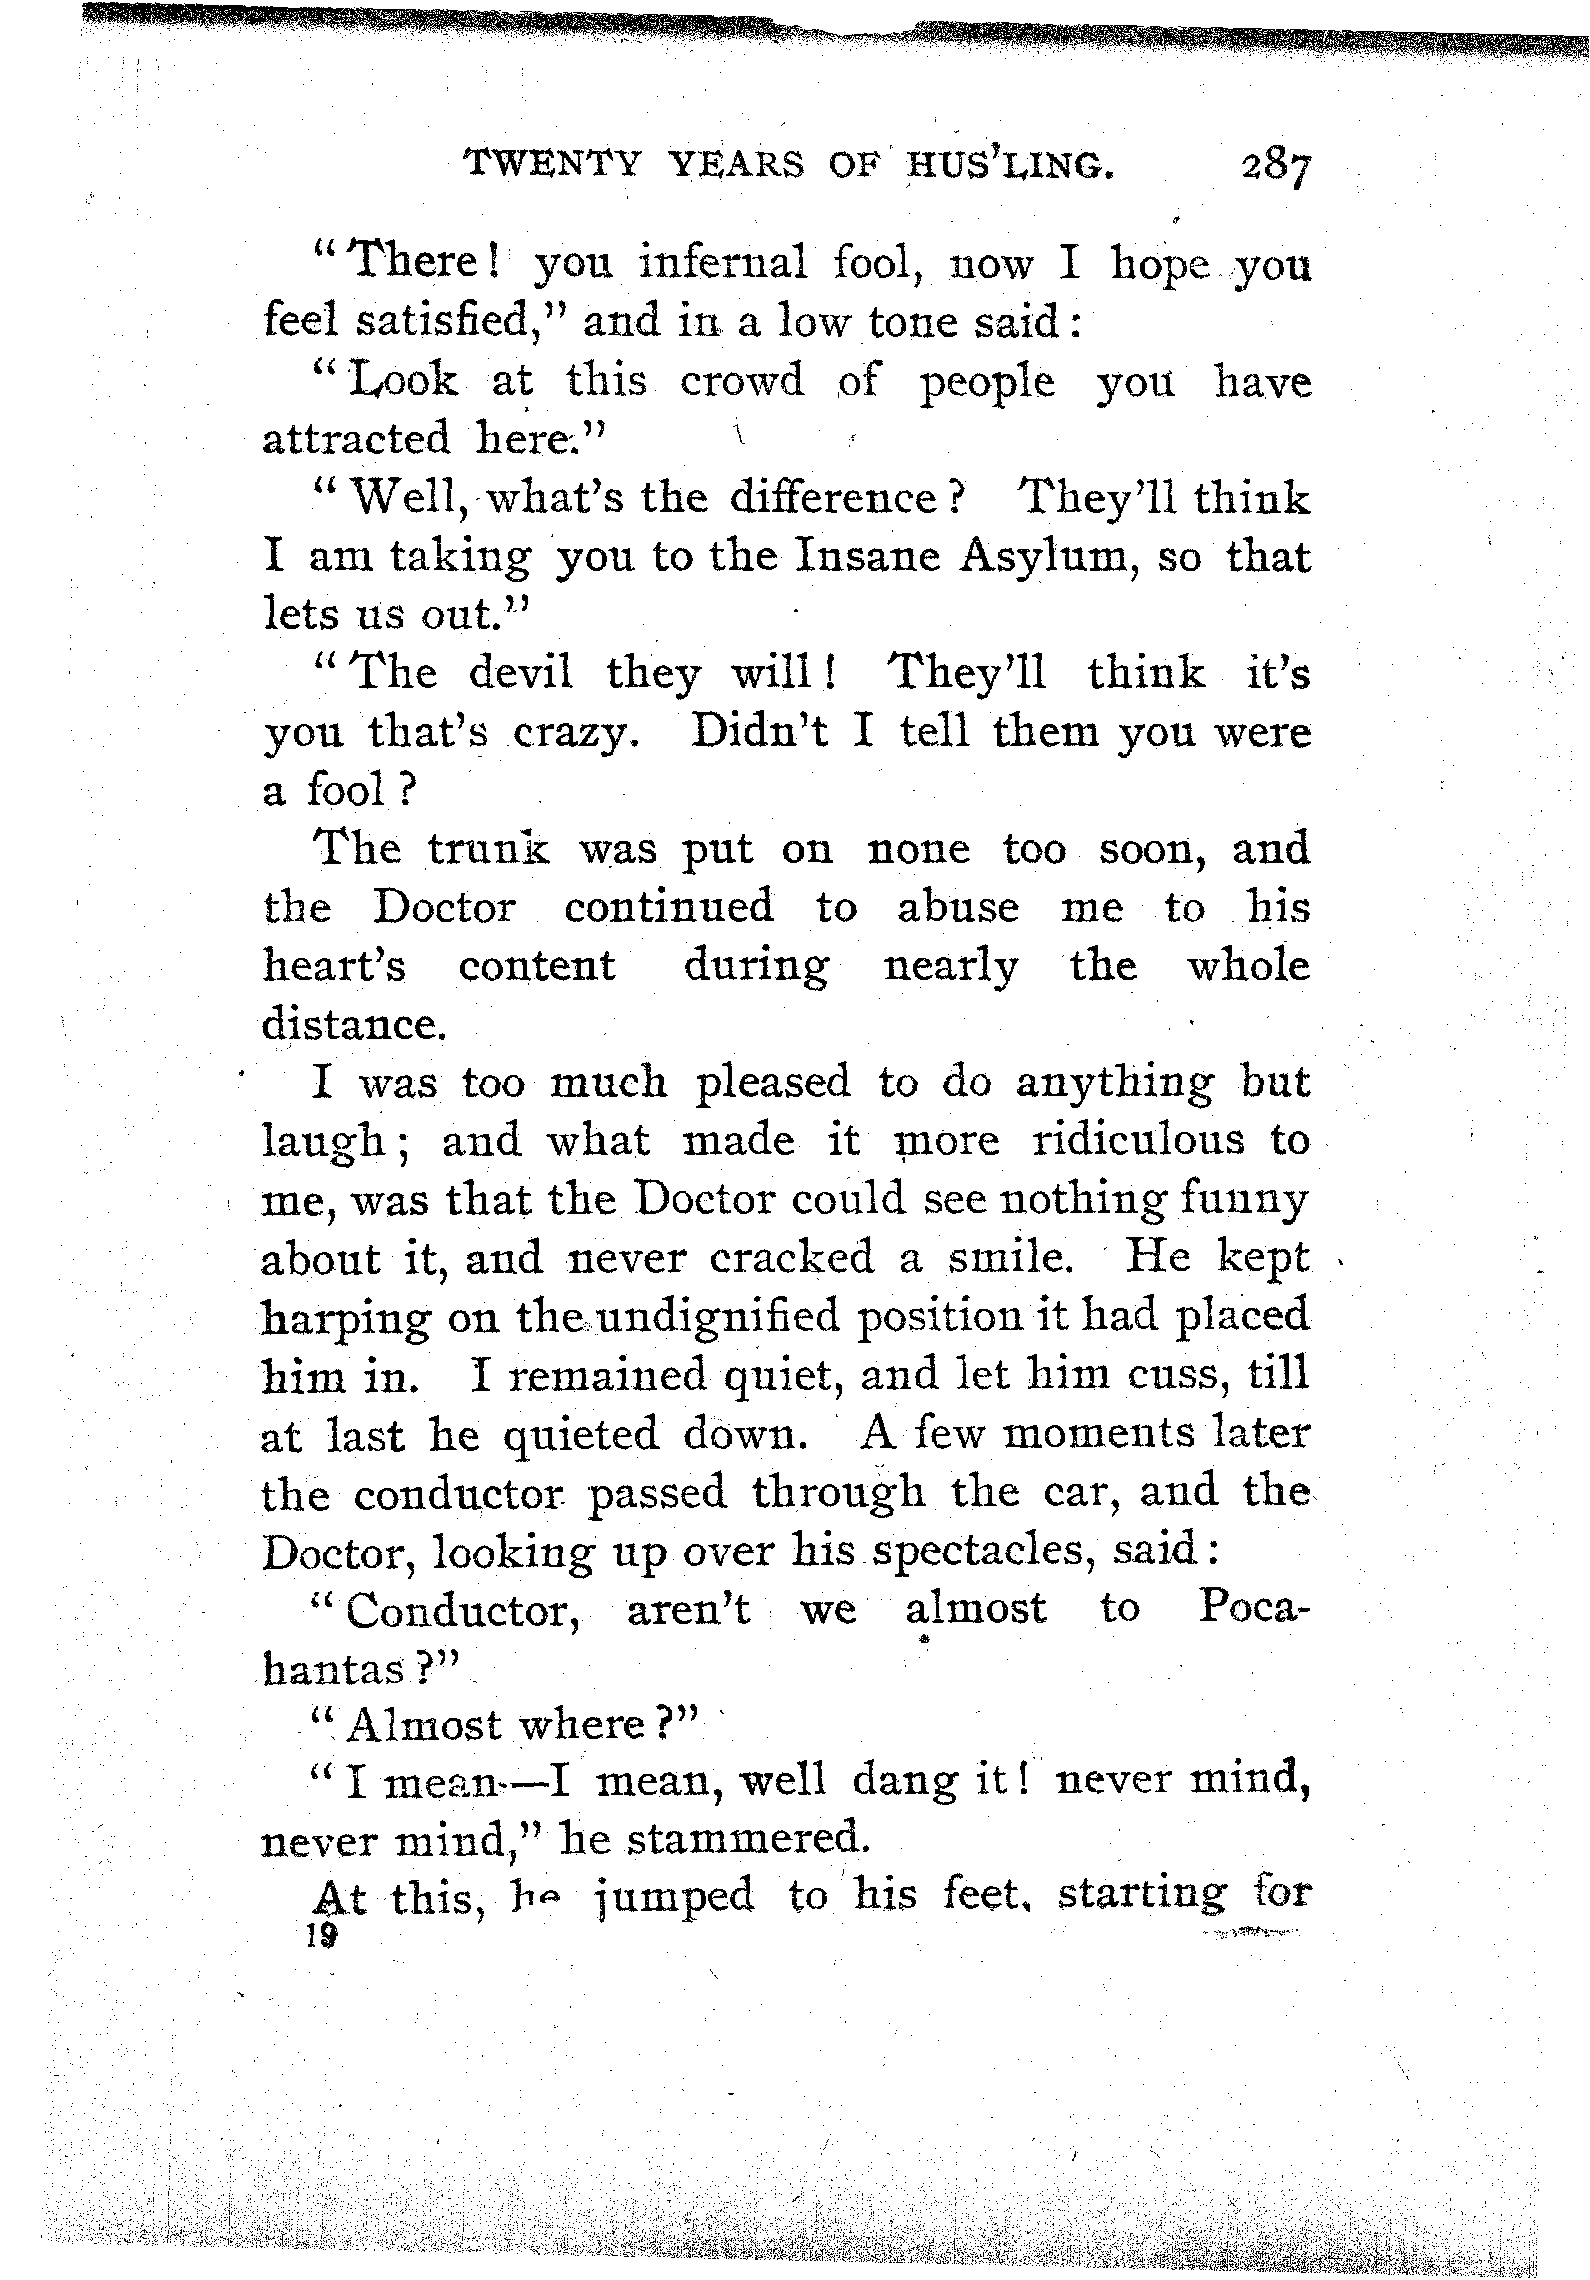 TWENTY YEARS OF HUS'LING. 287
"There! you infernal fool, now I hope you
feel satisfied," and in a low tone said:
"Look at this crowd of people you have
attracted here."
"Well, what's the difference? They'll think
I am taking you to the Insane Asylum, so that
lets us out."
"The devil they will! They'll think it's
you that's crazy. Didn't I tell them you were
a fool?
The trunk was put on none too soon, and
the Doctor continued to abuse me to his
heart's content during nearly the whole
distance.
I was too much pleased to do anything but
laugh; and what made it more ridiculous to
me, was that the Doctor could see nothing funny
about it, and never cracked a smile. He kept
harping on the undignified position it had placed
him in. I remained quiet, and let him cuss, till
at last he quieted down. A few moments later
the conductor passed through the car, and the
Doctor, looking up over his spectacles, said:
"Conductor, aren't we almost to Poca-
hantas?"
"Almost where?"
"I mean—I mean, well dang it! never mind,
never mind," he stammered.
At this, he jumped to his feet, starting for
19